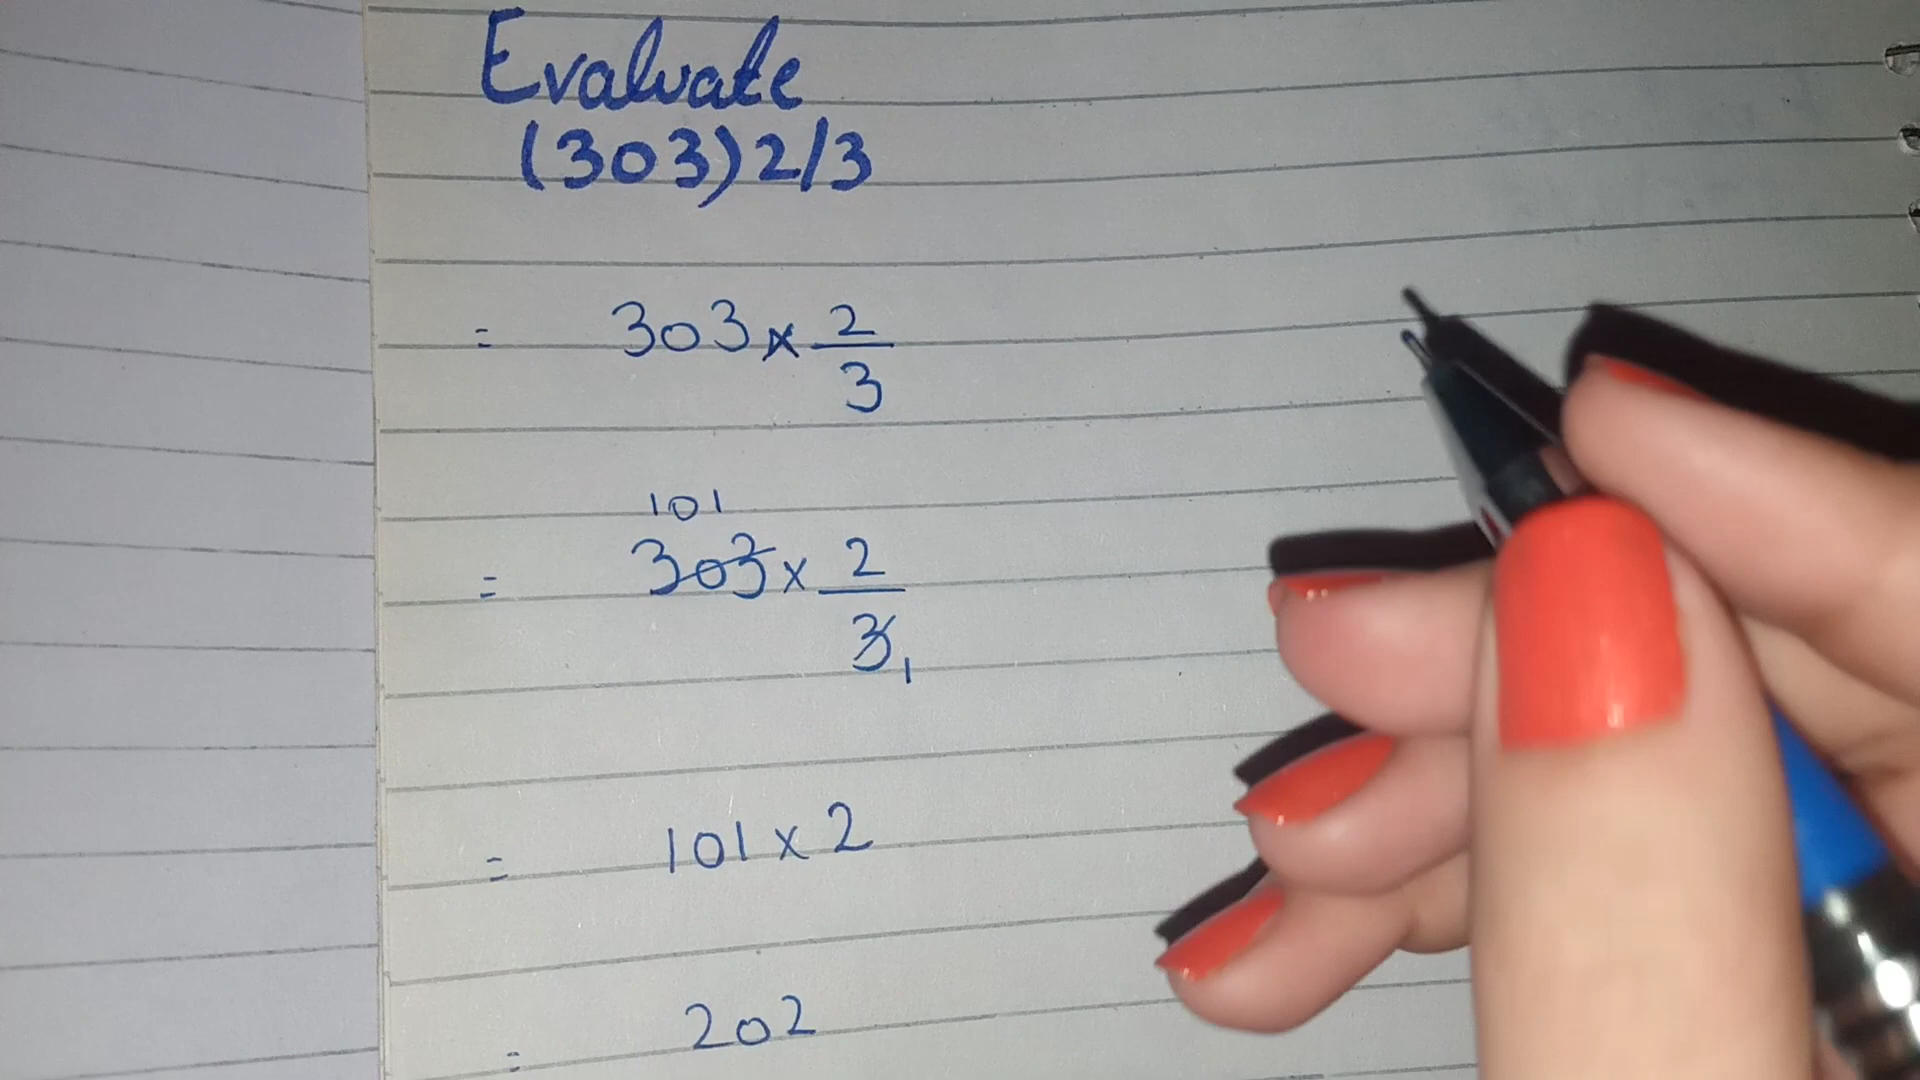 Evaluate
(303)2/3
= 303 × 2/3
101
= 303 × 2/3 1
= 101 × 2
= 202